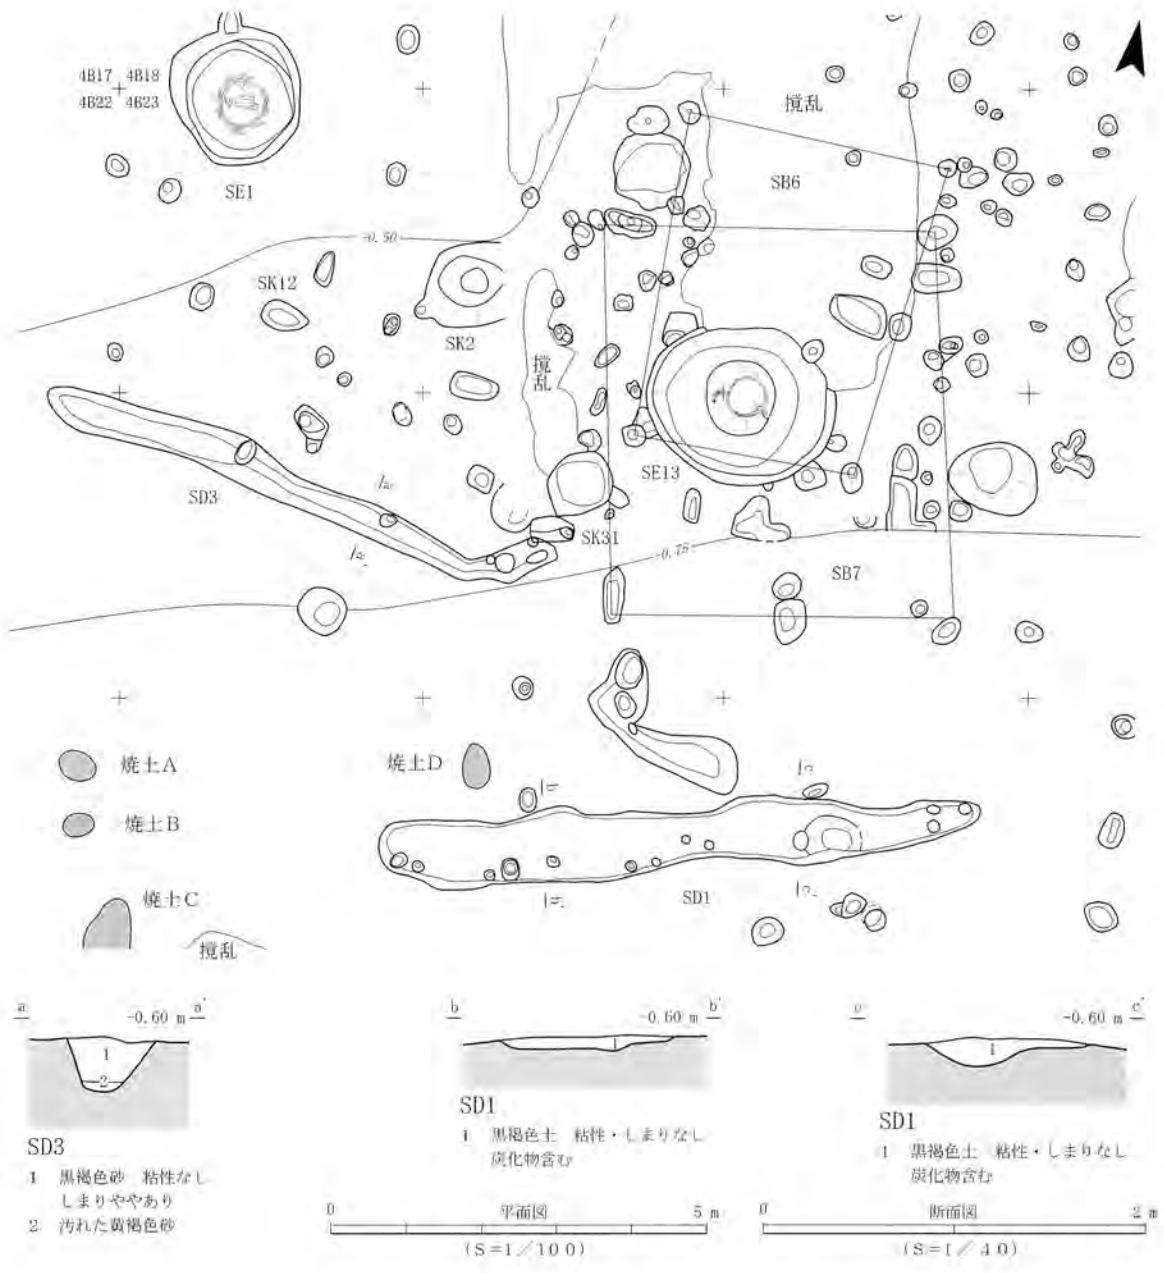 4B17 4B18
4B22 4B23
SE1
撹乱
SB6
-0.50
SK12
SK2
撹乱
SE13
SD3
SK31
-0.75
SB7
焼土A
焼土D
焼土B
焼土C
撹乱
SD1
a a'
-0.60 m
1
2
SD3
1 黒褐色砂 粘性なし
しまりややあり
2 汚れた黄褐色砂
b b'
-0.60 m
1
SD1
1 黒褐色土 粘性・しまりなし
炭化物含む
c c'
-0.60 m
1
SD1
1 黒褐色土 粘性・しまりなし
炭化物含む
0 平面図 5 m
(S=1/100)
0 断面図 2 m
(S=1/40)